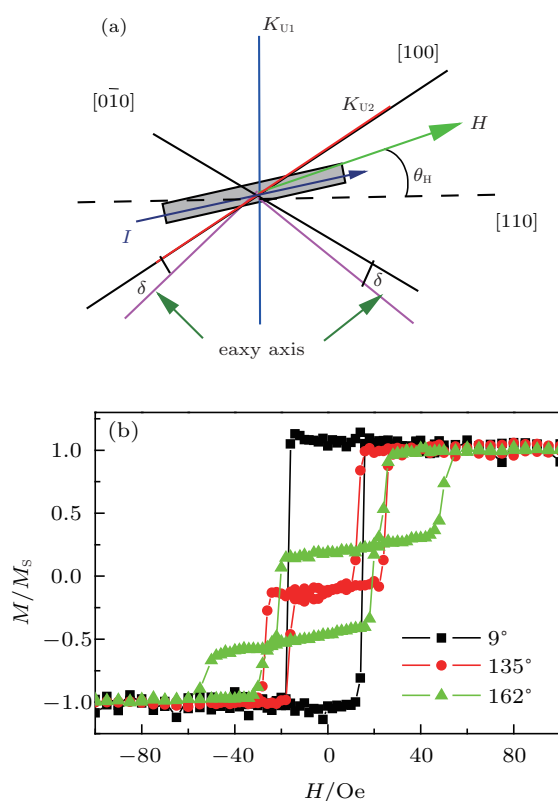 (a)
K_U1
[100]
[01̄0]
K_U2
H
θ_H
[110]
I
δ
δ
eaxy axis
(b)
1.0
0.5
0.0
−0.5
−1.0
M/M_S
9°
135°
162°
−80 −40 0 40 80
H/Oe